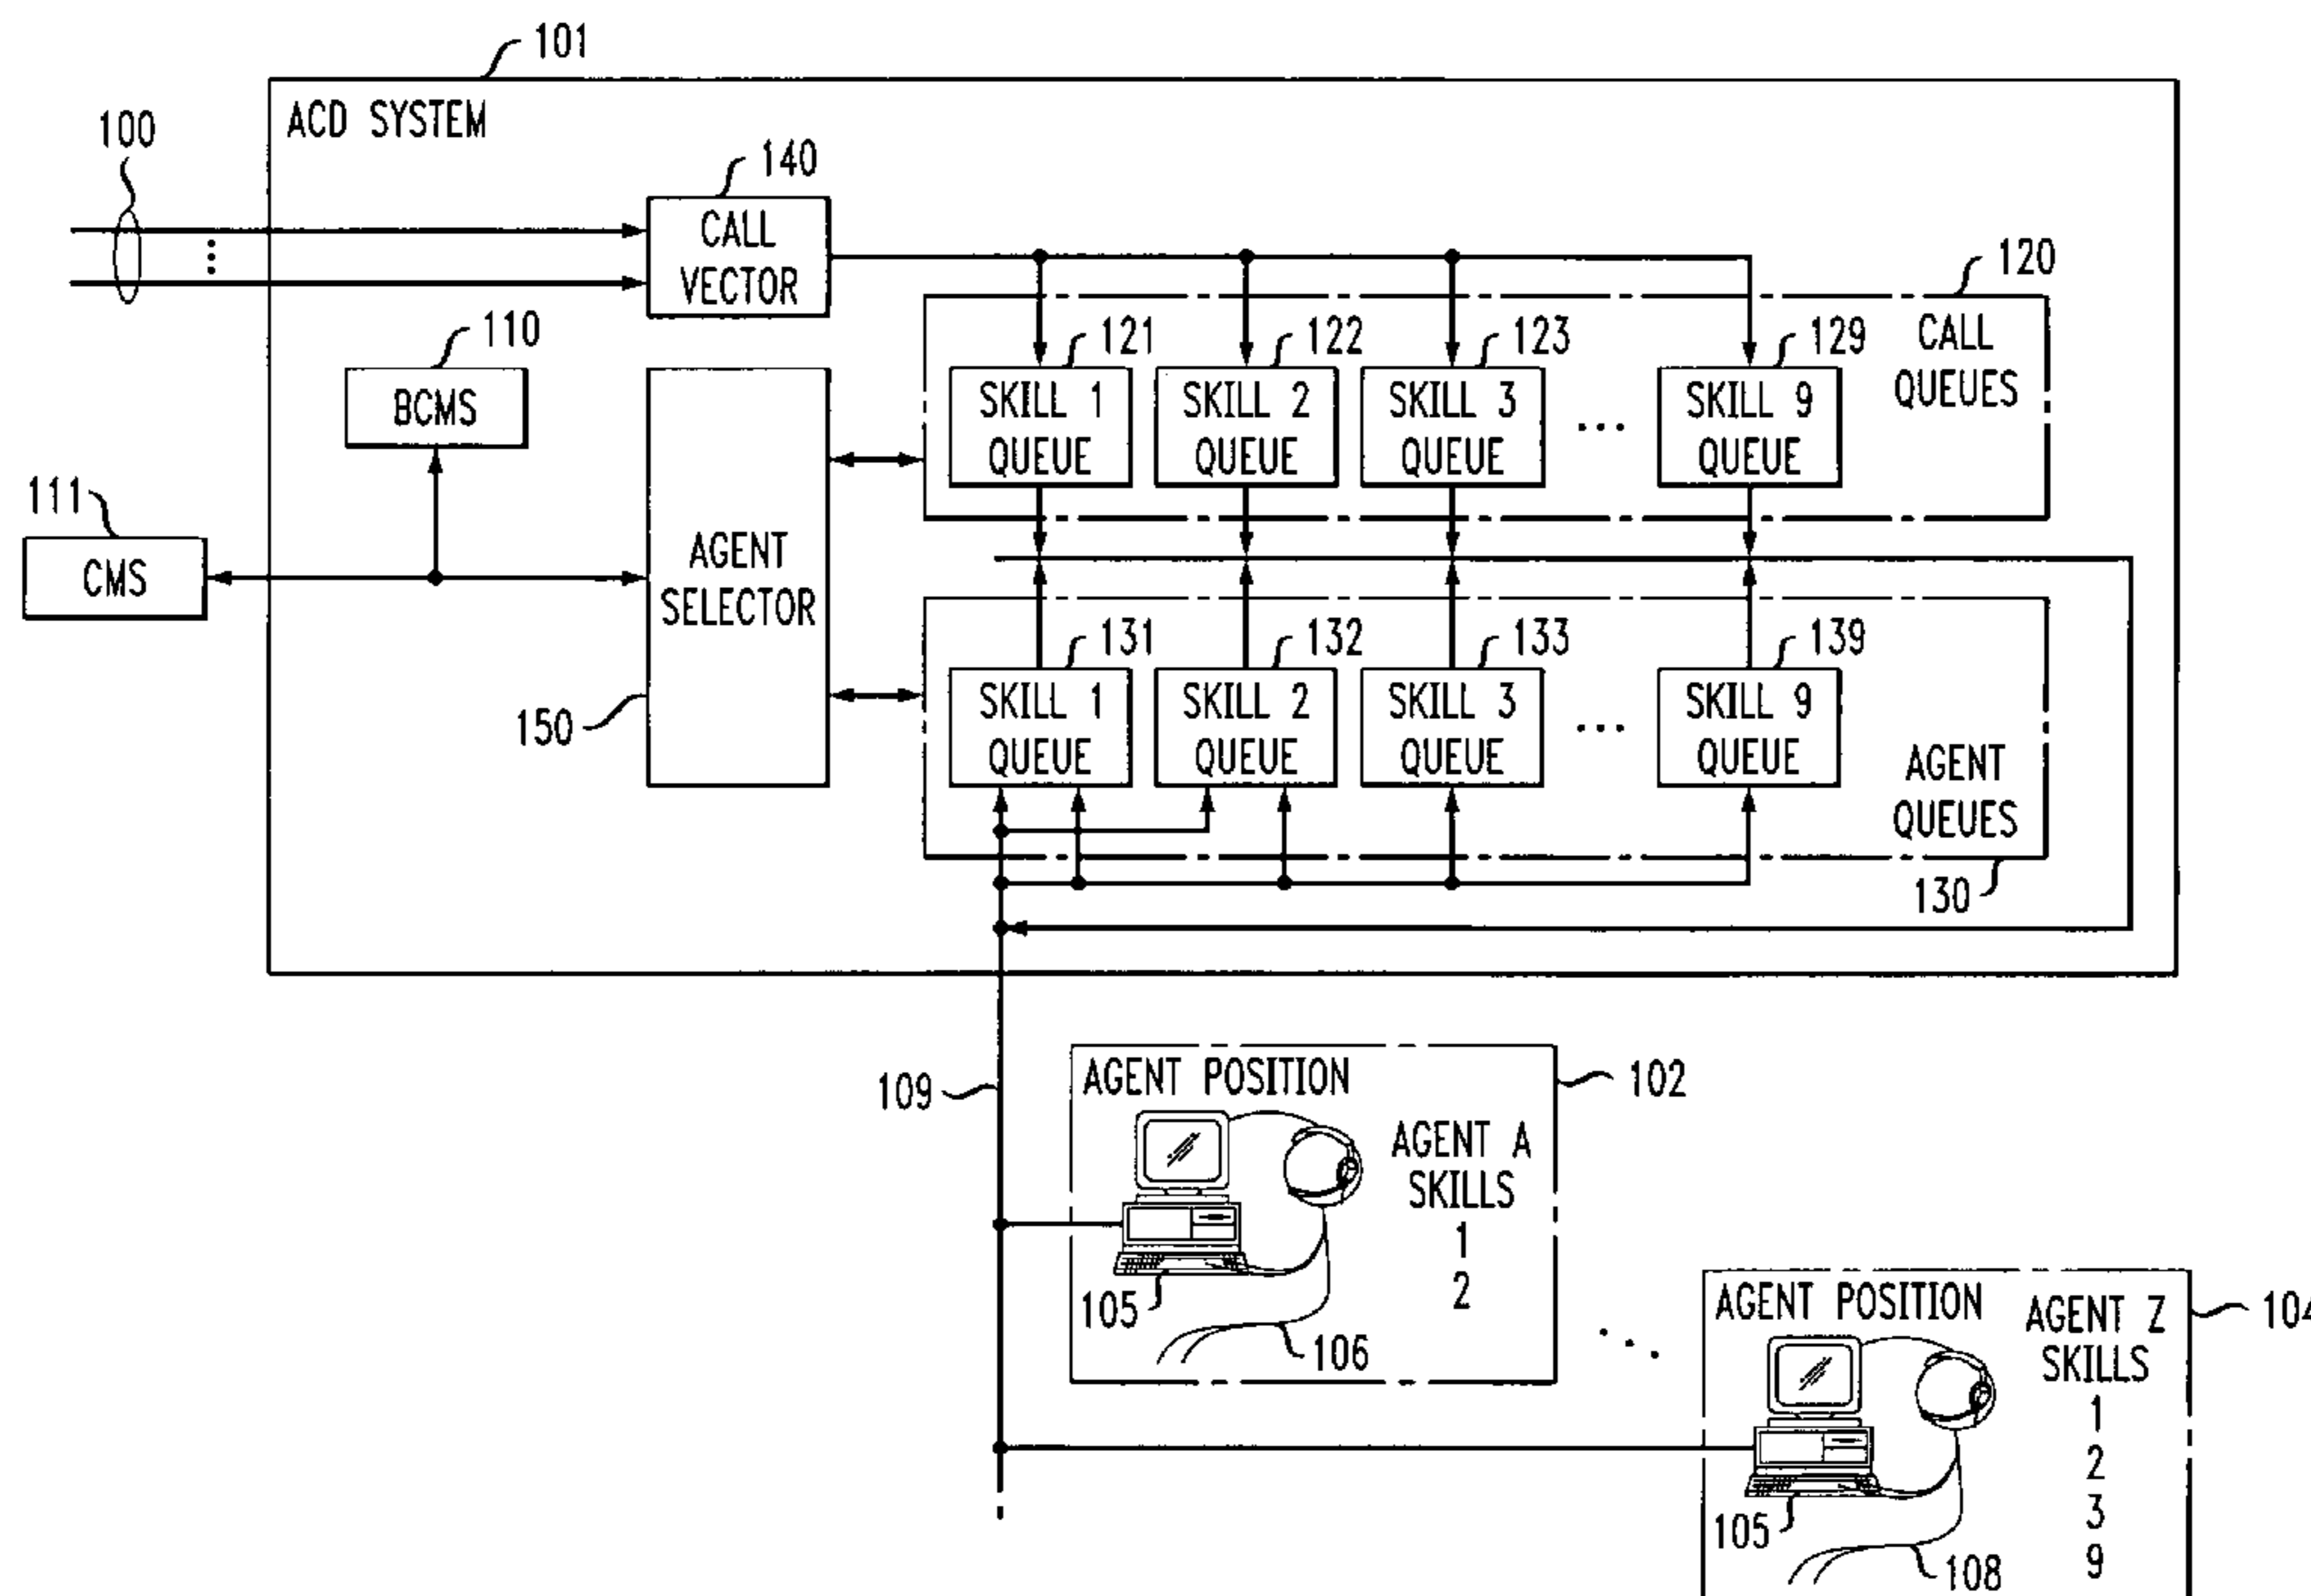 101
ACD SYSTEM
100
140
CALL
VECTOR
120
CALL
QUEUES
110
BCMS
121
122
123
129
SKILL 1
QUEUE
SKILL 2
QUEUE
SKILL 3
QUEUE
...
SKILL 9
QUEUE
111
CMS
AGENT
SELECTOR
150
131
132
133
139
SKILL 1
QUEUE
SKILL 2
QUEUE
SKILL 3
QUEUE
...
SKILL 9
QUEUE
AGENT
QUEUES
130
109
AGENT POSITION
102
AGENT A
SKILLS
1
2
105
106
AGENT POSITION
104
AGENT Z
SKILLS
1
2
3
9
105
108